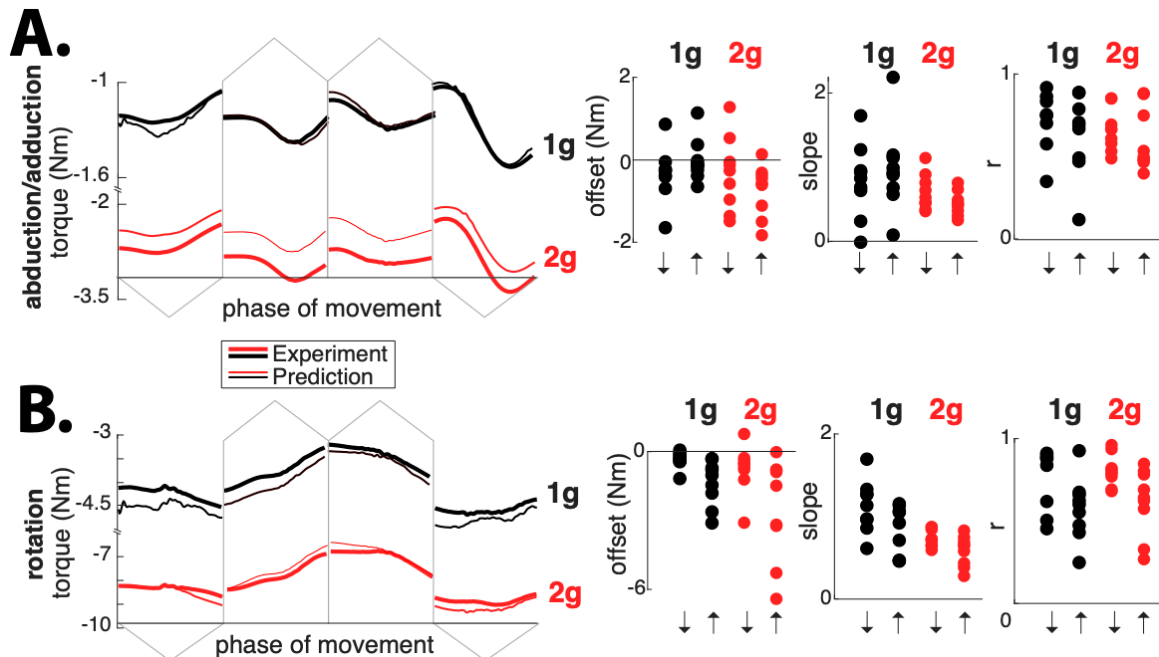 A.
abduction/adduction
torque (Nm)
-1
-1.6
-2
-3.5
1g
2g
phase of movement
1g 2g
offset (Nm)
2
0
-2
↓ ↑ ↓ ↑
1g 2g
slope
2
0
↓ ↑ ↓ ↑
1g 2g
r
1
0
↓ ↑ ↓ ↑
Experiment
Prediction
B.
rotation
torque (Nm)
-3
-4.5
-7
-10
1g
2g
phase of movement
1g 2g
offset (Nm)
0
-6
↓ ↑ ↓ ↑
1g 2g
slope
2
0
↓ ↑ ↓ ↑
1g 2g
r
1
0
↓ ↑ ↓ ↑